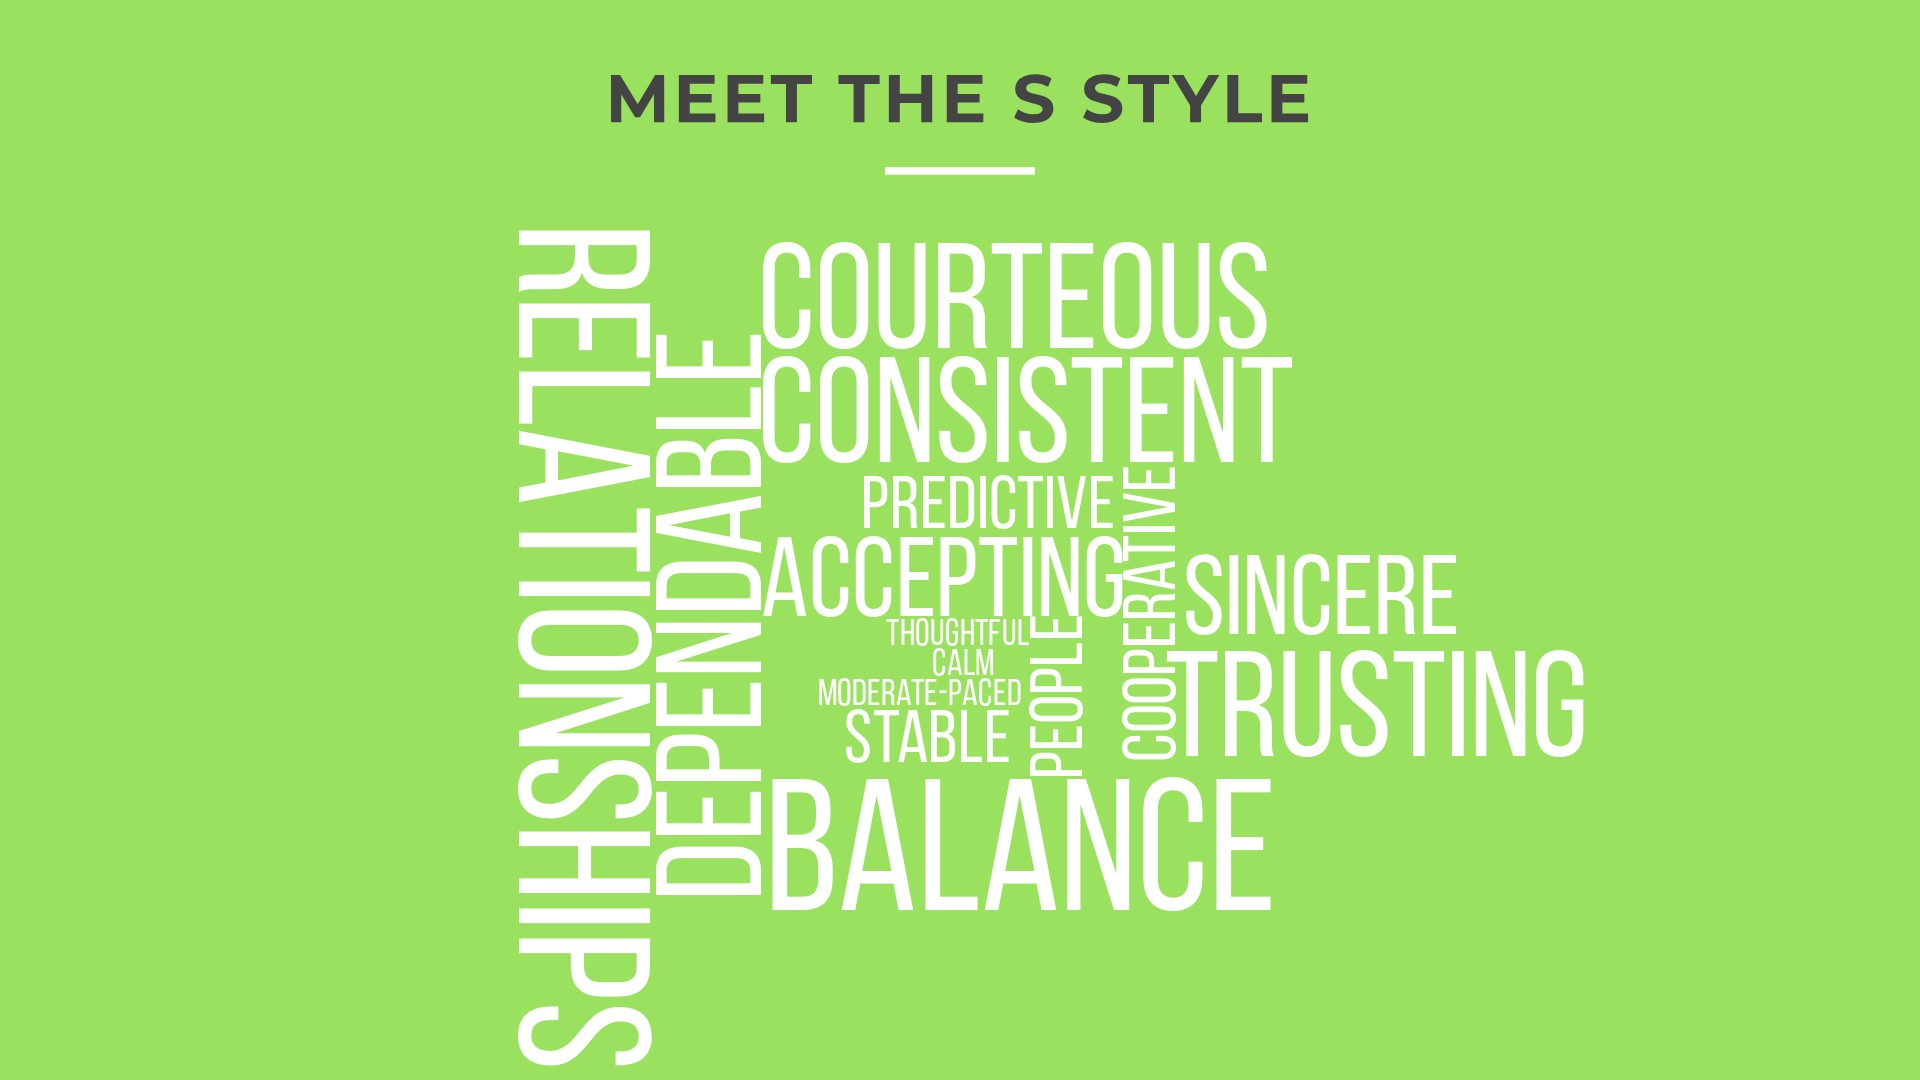 MEET THE S STYLE
RELATIONSHIPS
DEPENDABLE
COURTEOUS
CONSISTENT
PREDICTIVE
ACCEPTING
COOPERATIVE
SINCERE
THOUGHTFUL
CALM
MODERATE-PACED
STABLE
PEOPLE
TRUSTING
BALANCE